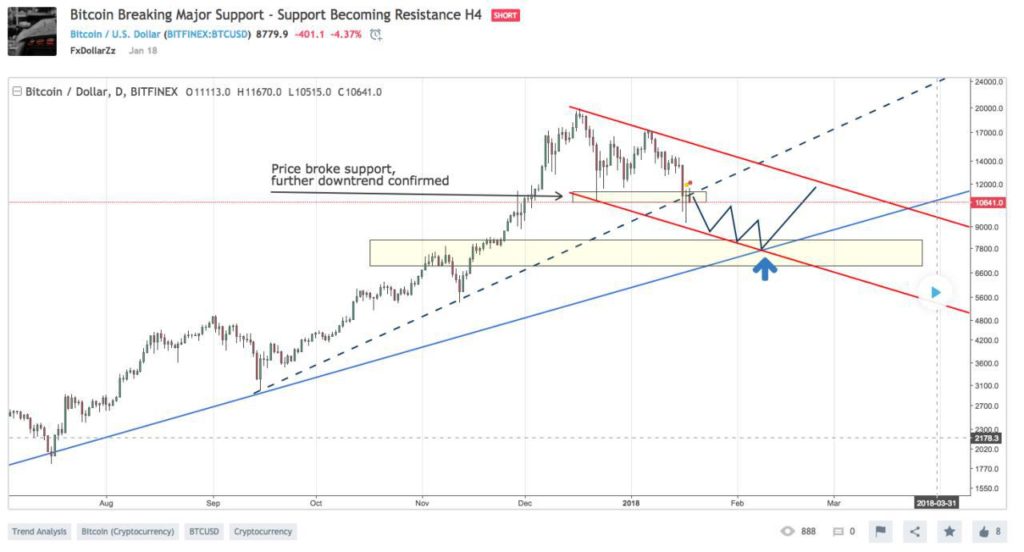 Bitcoin Breaking Major Support - Support Becoming Resistance H4 SHORT
Bitcoin / U.S. Dollar (BITFINEX:BTCUSD) 8779.9 -401.1 -4.37%
FxDollarZz Jan 18
Bitcoin / Dollar, D, BITFINEX O11113.0 H11670.0 L10515.0 C10641.0
24000.0
20000.0
17000.0
14000.0
Price broke support,
further downtrend confirmed
12000.0
10641.0
9000.0
7800.0
6600.0
5600.0
4800.0
4200.0
3600.0
3100.0
2700.0
2300.0
2178.3
2020.0
1770.0
1550.0
Aug Sep Oct Nov Dec 2018 Feb Mar 2018-03-31
Trend Analysis Bitcoin (Cryptocurrency) BTCUSD Cryptocurrency 888 0 8